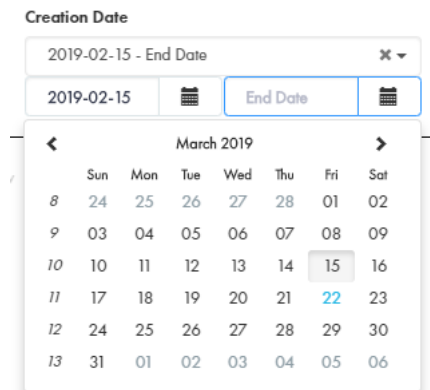 Creation Date
2019-02-15 - End Date
2019-02-15 End Date
March 2019
Sun Mon Tue Wed Thu Fri Sat
8 24 25 26 27 28 01 02
9 03 04 05 06 07 08 09
10 10 11 12 13 14 15 16
11 17 18 19 20 21 22 23
12 24 25 26 27 28 29 30
13 31 01 02 03 04 05 06